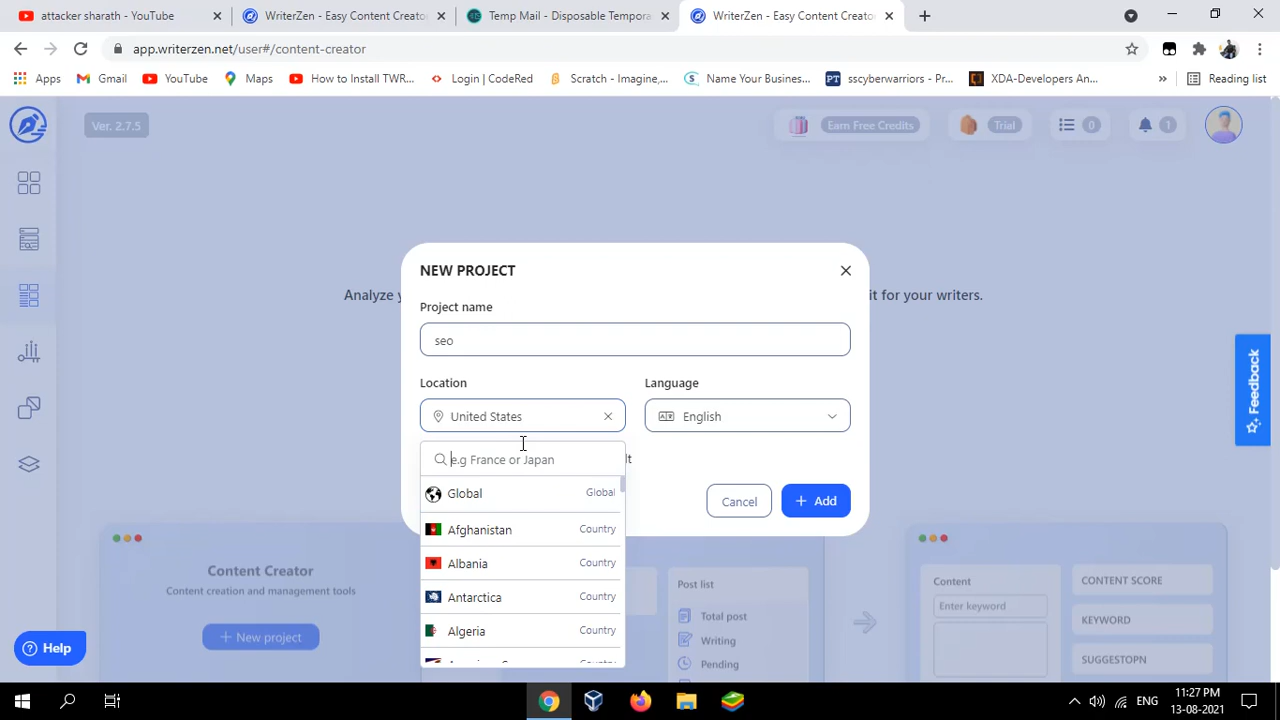 attacker sharath - YouTube
WriterZen - Easy Content Creator
Temp Mail - Disposable Tempora
WriterZen - Easy Content Creator
app.writerzen.net/user#/content-creator
Apps
Gmail
YouTube
Maps
How to Install TWR...
Login | CodeRed
Scratch - Imagine,...
Name Your Business...
sscyberwarriors - Pr...
XDA-Developers An...
Reading list
Ver. 2.7.5
Earn Free Credits
Trial
0
1
NEW PROJECT
Analyze y
it for your writers.
Project name
seo
Location
Language
United States
English
e.g France or Japan
lt
Global
Global
Cancel
+ Add
Afghanistan
Country
Albania
Country
Antarctica
Country
Algeria
Country
Country
Content Creator
Content creation and management tools
+ New project
Post list
Total post
Writing
Pending
Content
Enter keyword
CONTENT SCORE
KEYWORD
SUGGESTOPN
Feedback
Help
ENG
11:27 PM
13-08-2021